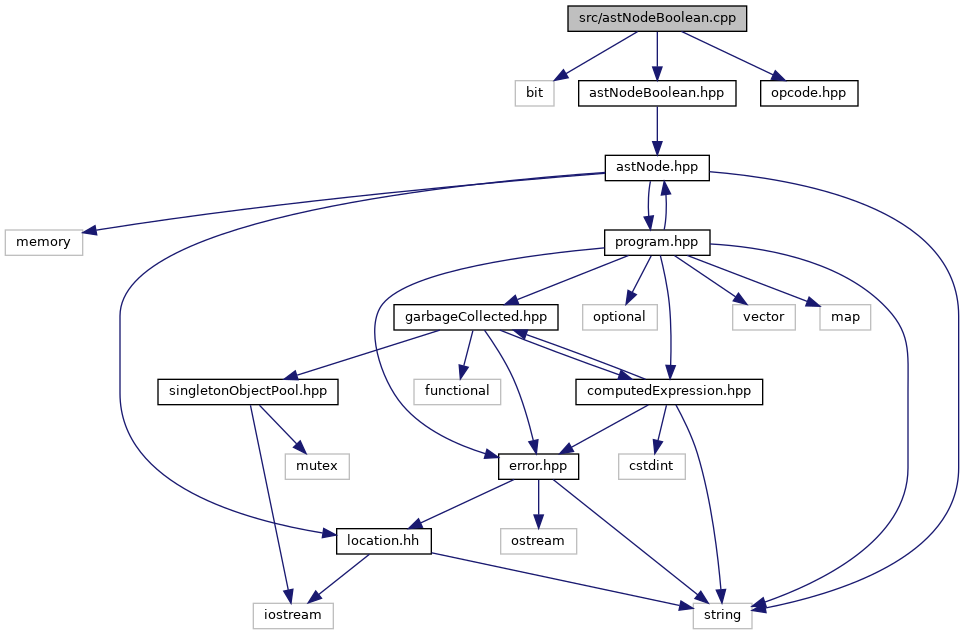 src/astNodeBoolean.cpp
bit
astNodeBoolean.hpp
opcode.hpp
astNode.hpp
memory
program.hpp
garbageCollected.hpp
optional
vector
map
singletonObjectPool.hpp
functional
computedExpression.hpp
mutex
error.hpp
cstdint
location.hh
ostream
iostream
string